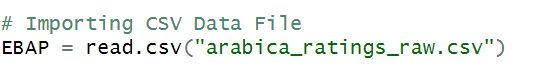 # Importing CSV Data File
EBAP = read.csv("arabica_ratings_raw.csv")